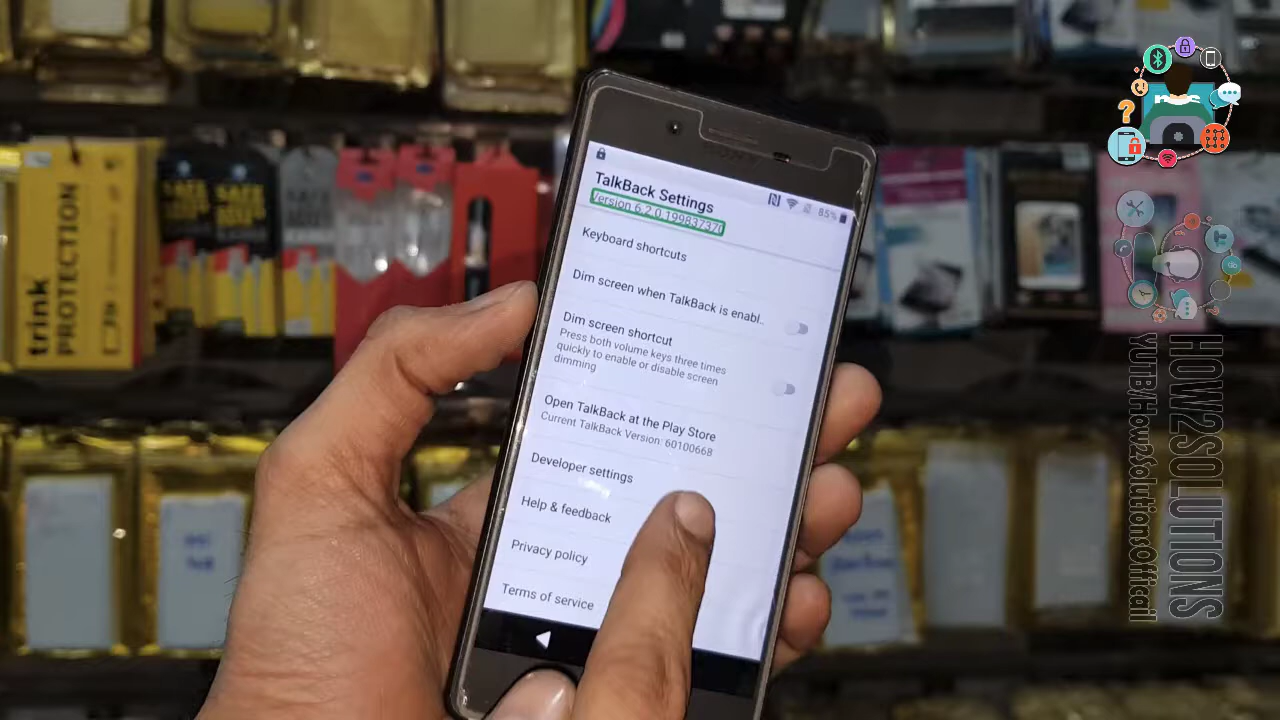 TalkBack Settings
Version 6.2.0.199837370
85%
Keyboard shortcuts
Dim screen when TalkBack is enabl..
Dim screen shortcut
Press both volume keys three times
quickly to enable or disable screen
dimming
Open TalkBack at the Play Store
Current TalkBack Version: 60100668
Developer settings
Help & feedback
Privacy policy
Terms of service
trink
PROTECTION
HOW2SOLUTIONS
YUTB/How2SolutionsOffcail